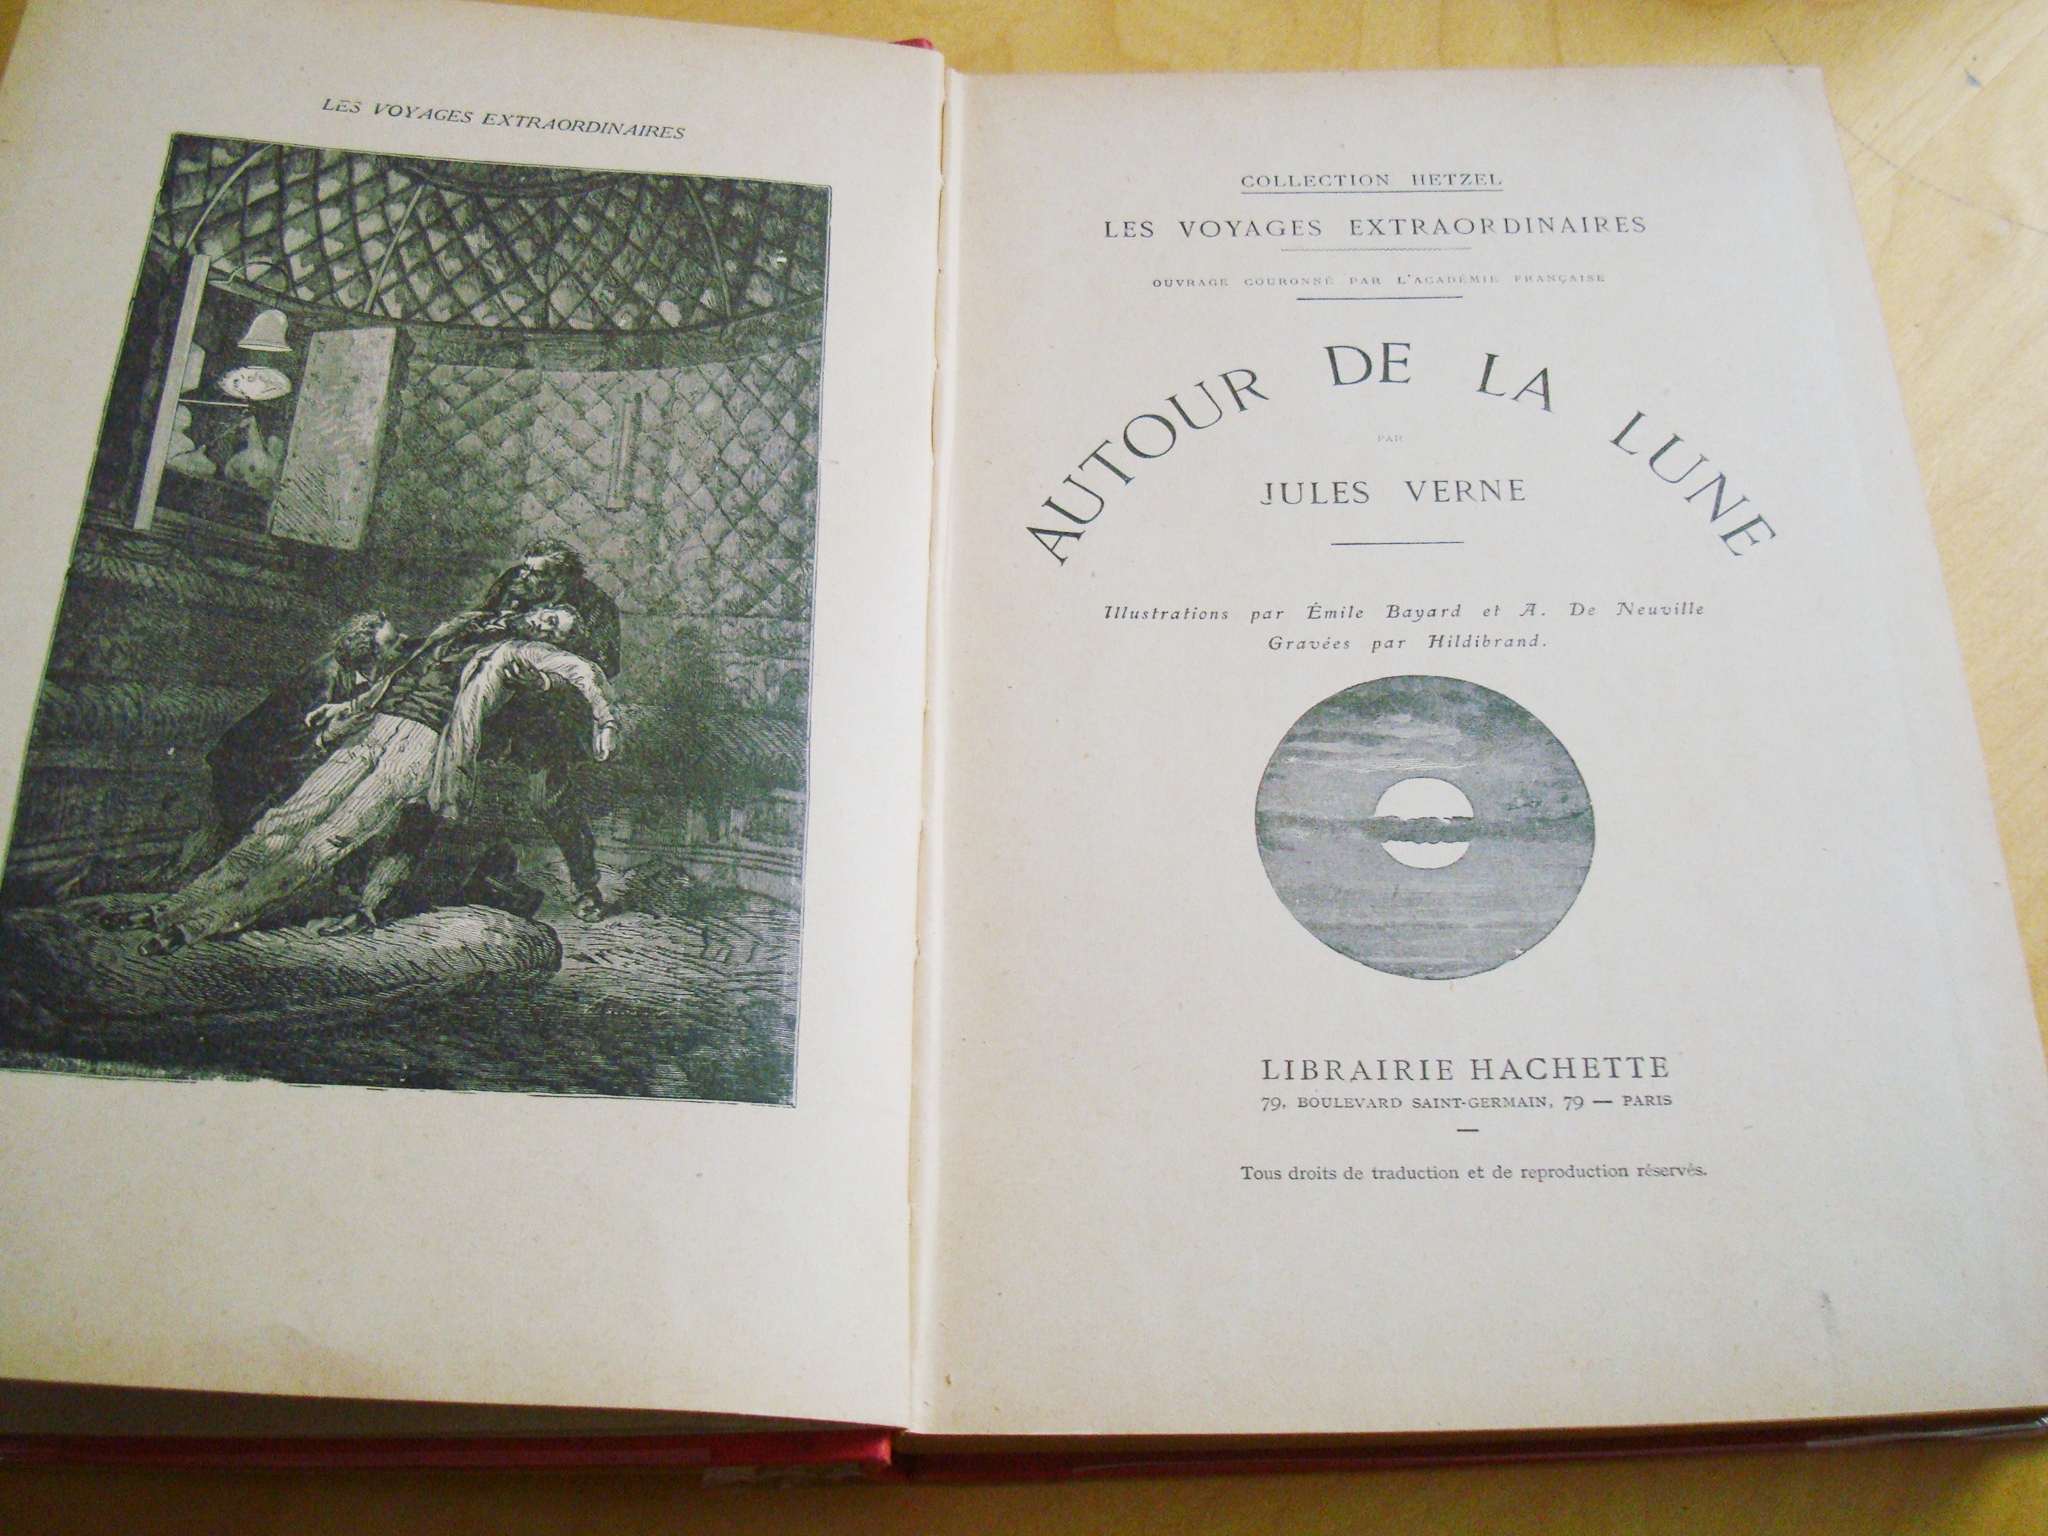 LES VOYAGES EXTRAORDINAIRES
COLLECTION HETZEL
LES VOYAGES EXTRAORDINAIRES
OUVRAGE COURONNÉ PAR L'ACADÉMIE FRANÇAISE
AUTOUR DE LA LUNE
PAR
JULES VERNE
Illustrations par Émile Bayard et A. De Neuville
Gravées par Hildibrand.
LIBRAIRIE HACHETTE
79, BOULEVARD SAINT-GERMAIN, 79 — PARIS
Tous droits de traduction et de reproduction réservés.